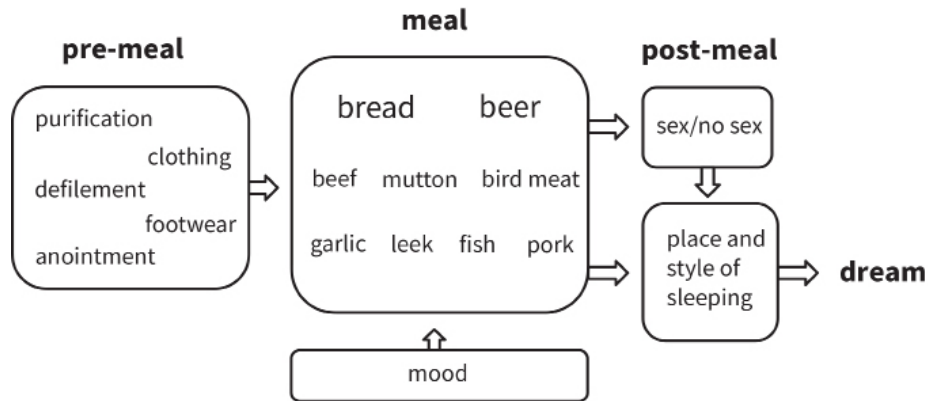 pre-meal
purification
clothing
defilement
footwear
anointment
meal
bread beer
beef mutton bird meat
garlic leek fish pork
mood
post-meal
sex/no sex
place and
style of
sleeping
dream